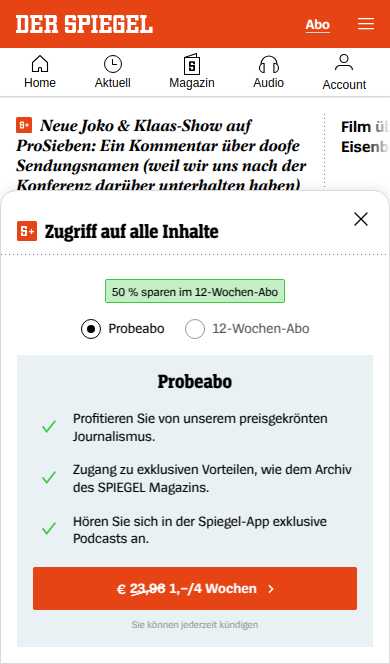 DER SPIEGEL
Abo
Home
Aktuell
Magazin
Audio
Account
S+ Neue Joko & Klaas-Show auf
ProSieben: Ein Kommentar über doofe
Sendungsnamen (weil wir uns nach der
Konferenz darüber unterhalten haben)
Film
Eisenb
S+ Zugriff auf alle Inhalte
50 % sparen im 12-Wochen-Abo
Probeabo
12-Wochen-Abo
Probeabo
Profitieren Sie von unserem preisgekrönten
Journalismus.
Zugang zu exklusiven Vorteilen, wie dem Archiv
des SPIEGEL Magazins.
Hören Sie sich in der Spiegel-App exklusive
Podcasts an.
€ 23,96 1,–/4 Wochen
Sie können jederzeit kündigen